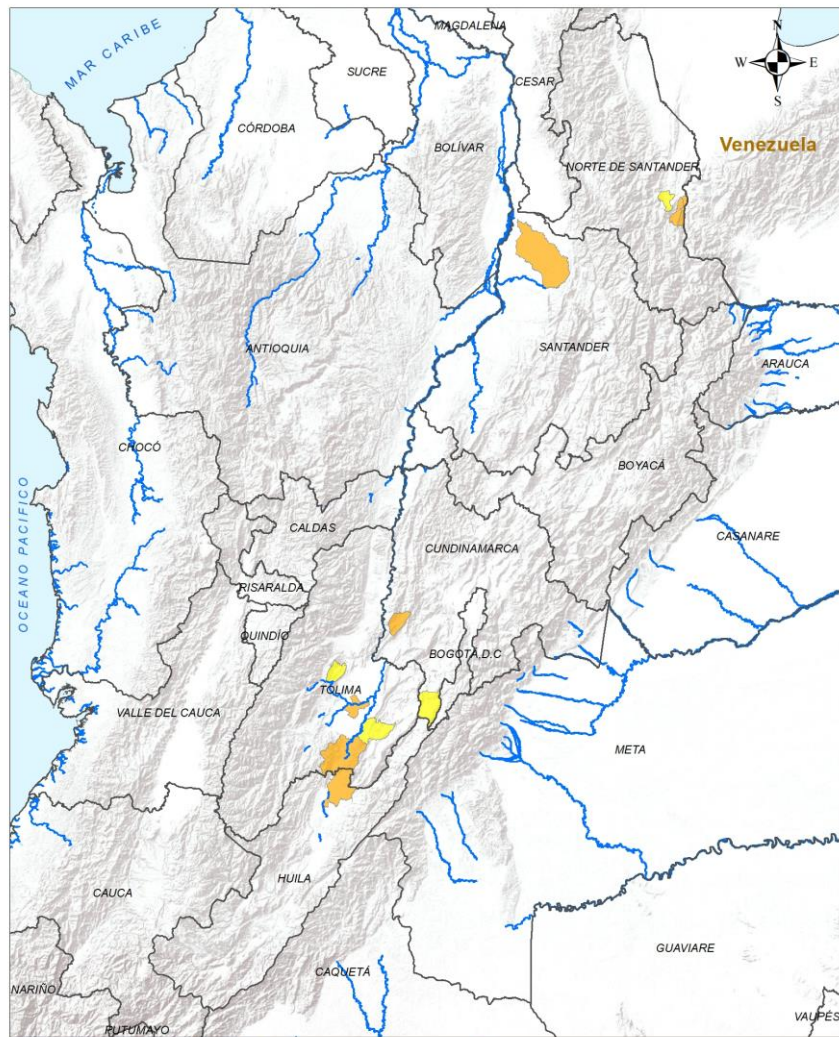 MAGDALENA
N
W E
S
MAR CARIBE
SUCRE
CESAR
CÓRDOBA
BOLÍVAR
Venezuela
NORTE DE SANTANDER
ANTIOQUIA
SANTANDER
ARAUCA
CHOCÓ
BOYACÁ
OCEANO PACIFICO
CALDAS
CUNDINAMARCA
CASANARE
RISARALDA
QUINDÍO
BOGOTÁ, D.C
TOLIMA
VALLE DEL CAUCA
META
HUILA
CAUCA
GUAVIARE
CAQUETÁ
NARIÑO
VAUPÉS
PUTUMAYO